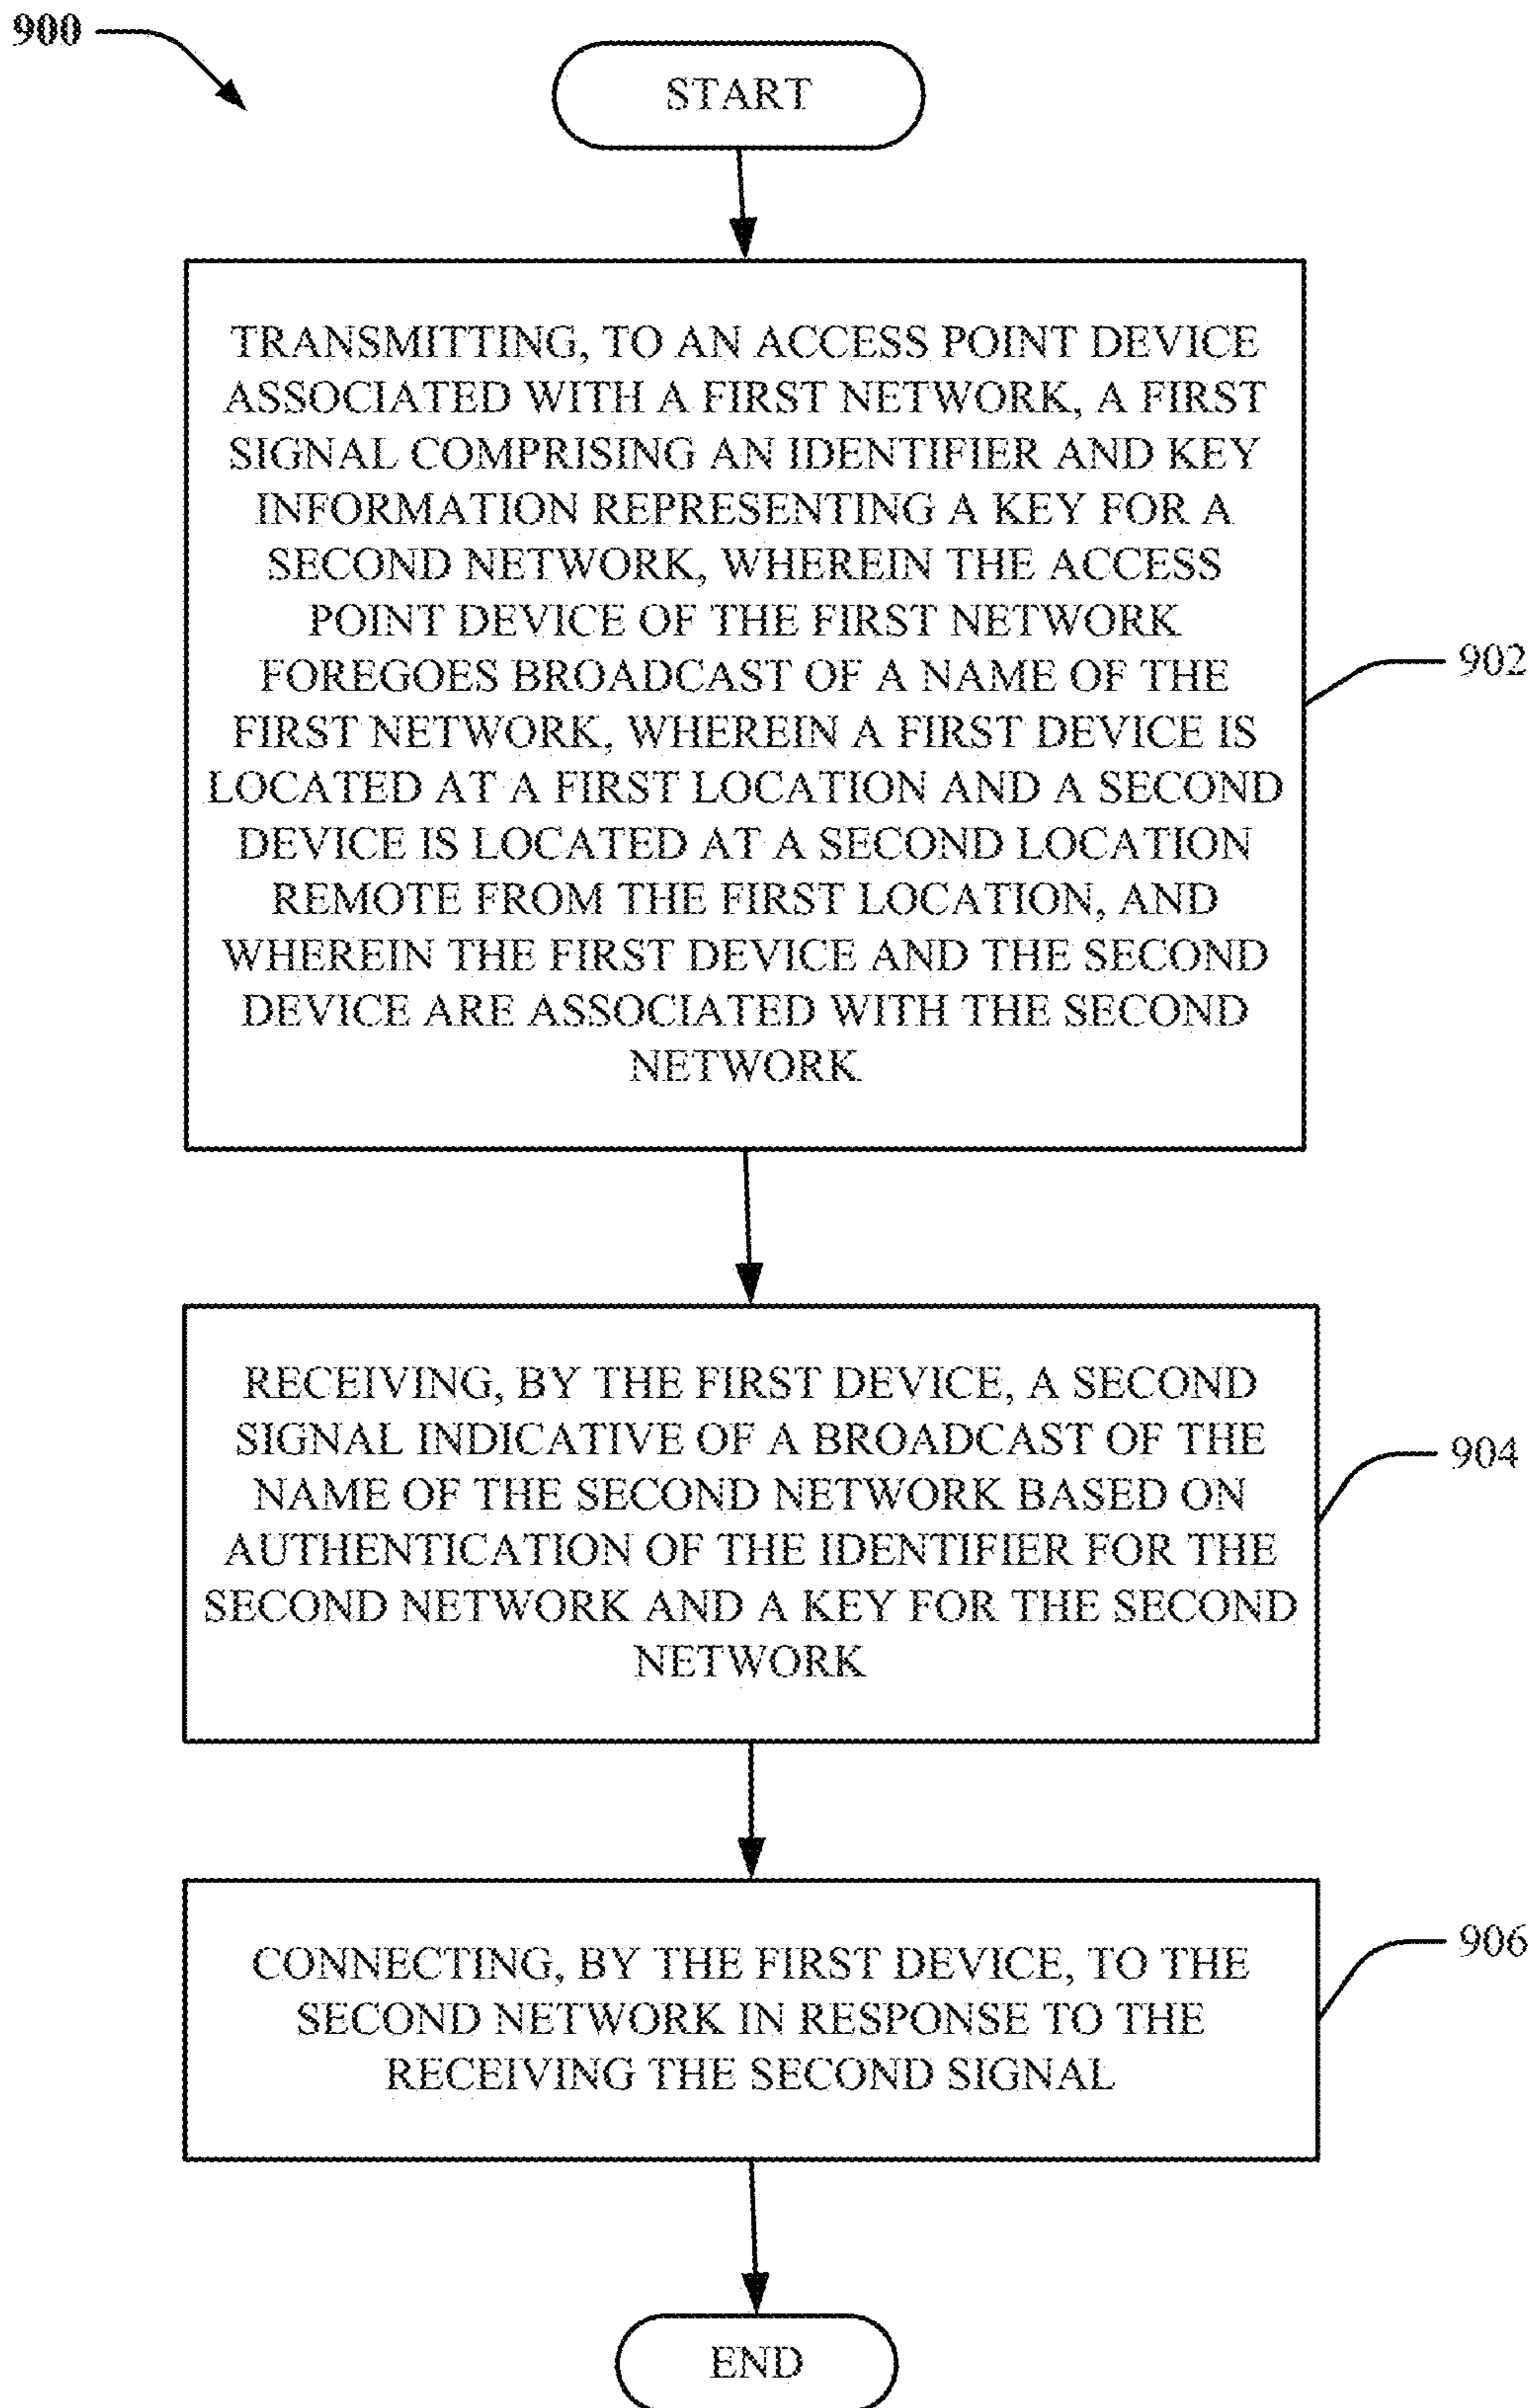 900
START
TRANSMITTING, TO AN ACCESS POINT DEVICE
ASSOCIATED WITH A FIRST NETWORK, A FIRST
SIGNAL COMPRISING AN IDENTIFIER AND KEY
INFORMATION REPRESENTING A KEY FOR A
SECOND NETWORK, WHEREIN THE ACCESS
POINT DEVICE OF THE FIRST NETWORK
FOREGOES BROADCAST OF A NAME OF THE
FIRST NETWORK, WHEREIN A FIRST DEVICE IS
LOCATED AT A FIRST LOCATION AND A SECOND
DEVICE IS LOCATED AT A SECOND LOCATION
REMOTE FROM THE FIRST LOCATION, AND
WHEREIN THE FIRST DEVICE AND THE SECOND
DEVICE ARE ASSOCIATED WITH THE SECOND
NETWORK
902
RECEIVING, BY THE FIRST DEVICE, A SECOND
SIGNAL INDICATIVE OF A BROADCAST OF THE
NAME OF THE SECOND NETWORK BASED ON
AUTHENTICATION OF THE IDENTIFIER FOR THE
SECOND NETWORK AND A KEY FOR THE SECOND
NETWORK
904
CONNECTING, BY THE FIRST DEVICE, TO THE
SECOND NETWORK IN RESPONSE TO THE
RECEIVING THE SECOND SIGNAL
906
END